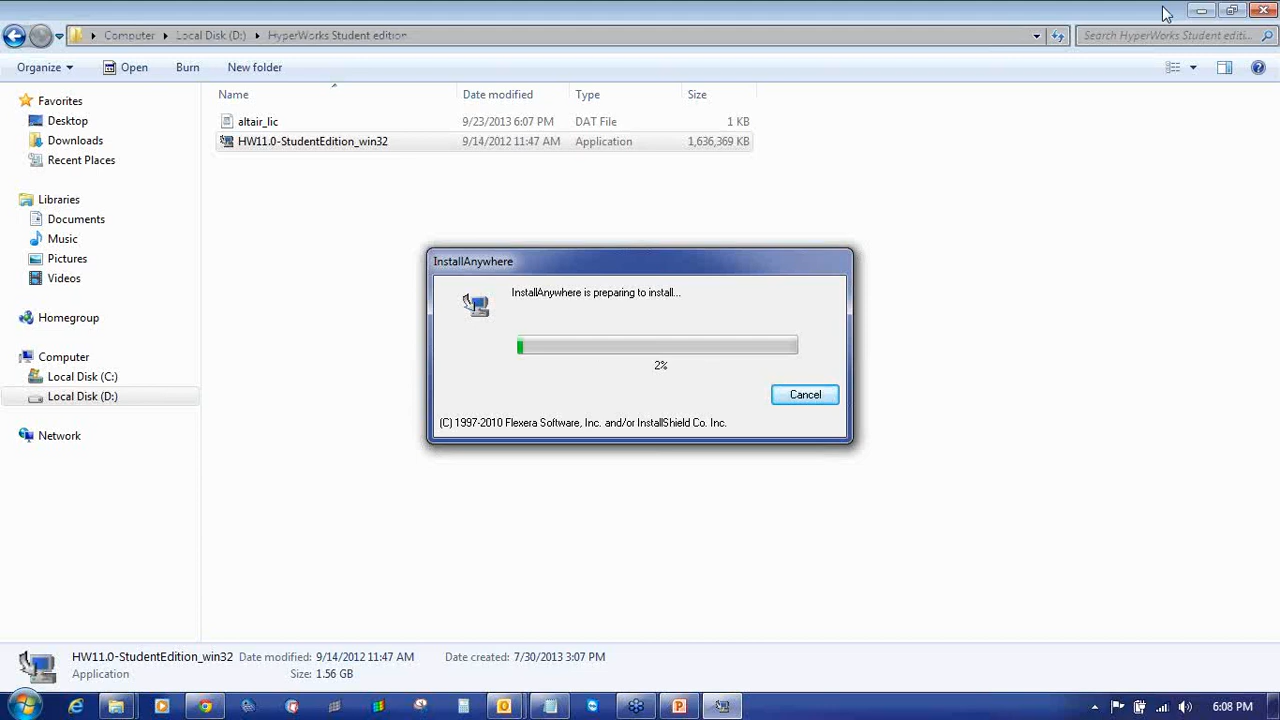 Computer Local Disk (D:) HyperWorks Student edition Search HyperWorks Student editi...
Organize Open Burn New folder
Favorites
Desktop
Downloads
Recent Places
Libraries
Documents
Music
Pictures
Videos
Homegroup
Computer
Local Disk (C:)
Local Disk (D:)
Network
Name Date modified Type Size
altair_lic 9/23/2013 6:07 PM DAT File 1 KB
HW11.0-StudentEdition_win32 9/14/2012 11:47 AM Application 1,636,369 KB
InstallAnywhere
InstallAnywhere is preparing to install...
2%
Cancel
(C) 1997-2010 Flexera Software, Inc. and/or InstallShield Co. Inc.
HW11.0-StudentEdition_win32 Date modified: 9/14/2012 11:47 AM Date created: 7/30/2013 3:07 PM
Application Size: 1.56 GB
6:08 PM